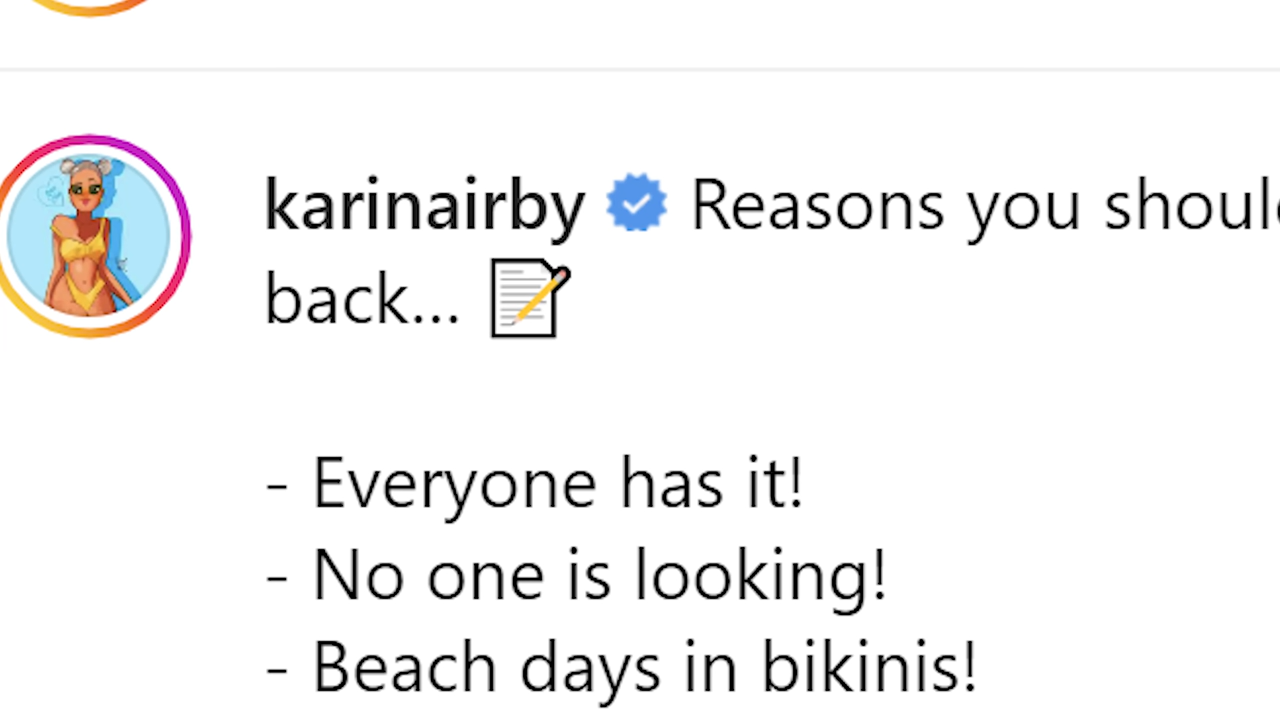 karinairby Reasons you shoul
back... 📝
- Everyone has it!
- No one is looking!
- Beach days in bikinis!